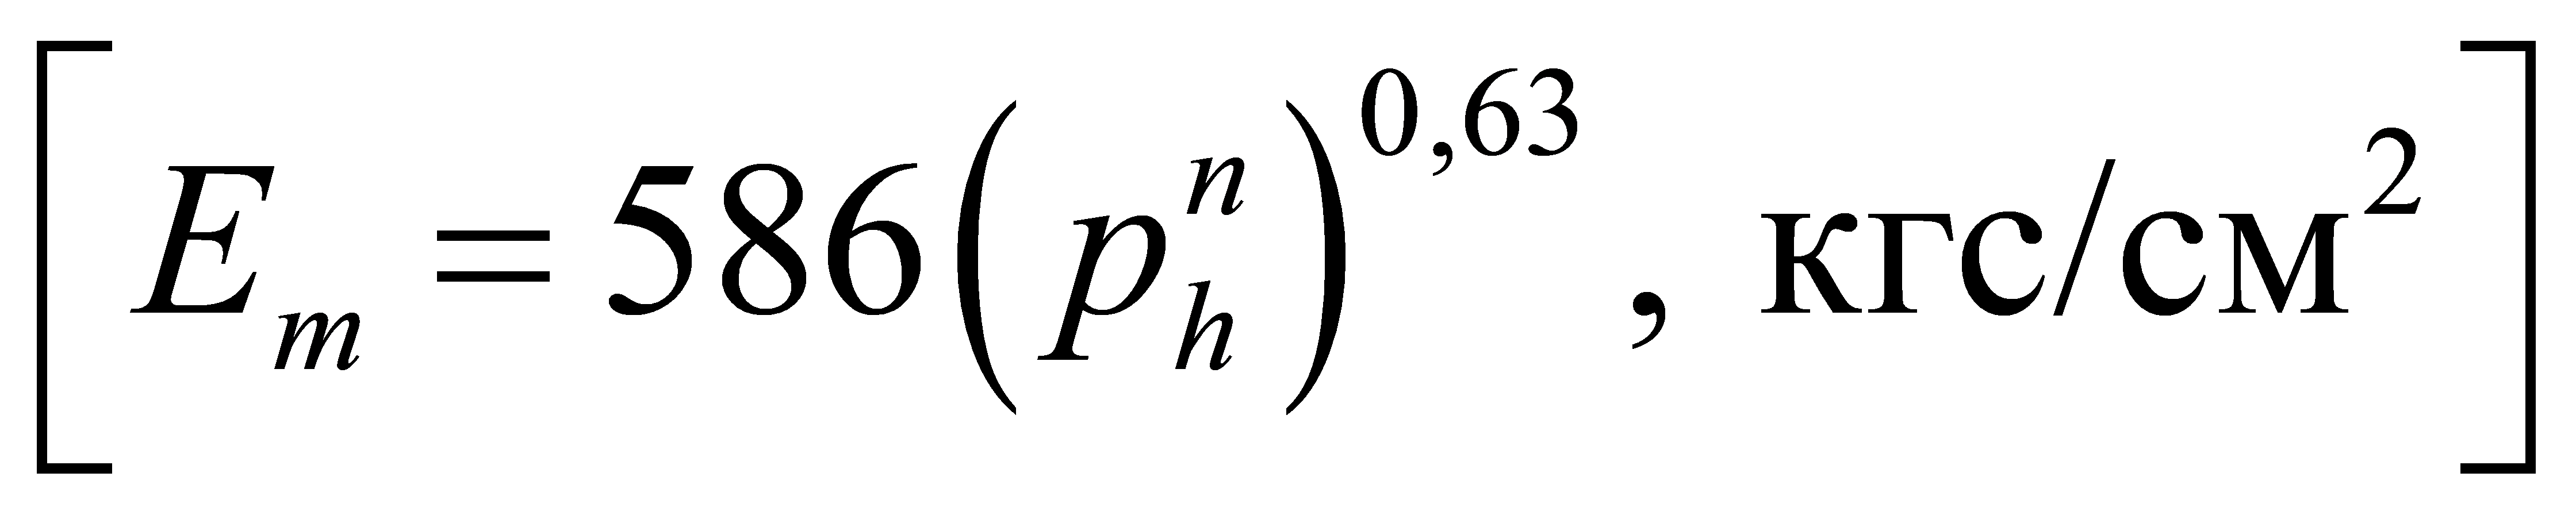 [E_m = 586(p_h^n)^{0,63}, кгс/см^2]